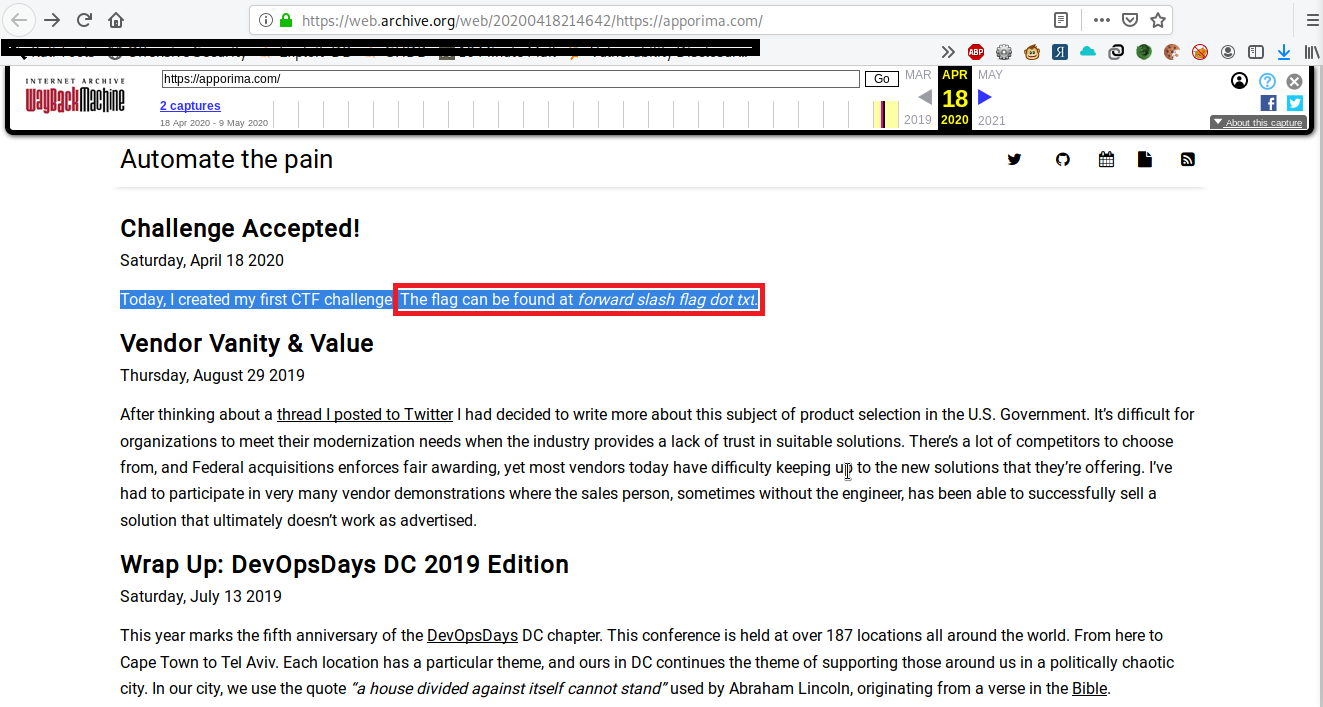 https://web.archive.org/web/20200418214642/https://apporima.com/
INTERNET ARCHIVE
WayBackMachine
https://apporima.com/
Go
MAR APR MAY
2 captures
18
18 Apr 2020 - 9 May 2020
2019 2020 2021
About this capture
Automate the pain
Challenge Accepted!
Saturday, April 18 2020
Today, I created my first CTF challenge The flag can be found at forward slash flag dot txt.
Vendor Vanity & Value
Thursday, August 29 2019
After thinking about a thread I posted to Twitter I had decided to write more about this subject of product selection in the U.S. Government. It's difficult for
organizations to meet their modernization needs when the industry provides a lack of trust in suitable solutions. There's a lot of competitors to choose
from, and Federal acquisitions enforces fair awarding, yet most vendors today have difficulty keeping up to the new solutions that they're offering. I've
had to participate in very many vendor demonstrations where the sales person, sometimes without the engineer, has been able to successfully sell a
solution that ultimately doesn't work as advertised.
Wrap Up: DevOpsDays DC 2019 Edition
Saturday, July 13 2019
This year marks the fifth anniversary of the DevOpsDays DC chapter. This conference is held at over 187 locations all around the world. From here to
Cape Town to Tel Aviv. Each location has a particular theme, and ours in DC continues the theme of supporting those around us in a politically chaotic
city. In our city, we use the quote “a house divided against itself cannot stand” used by Abraham Lincoln, originating from a verse in the Bible.